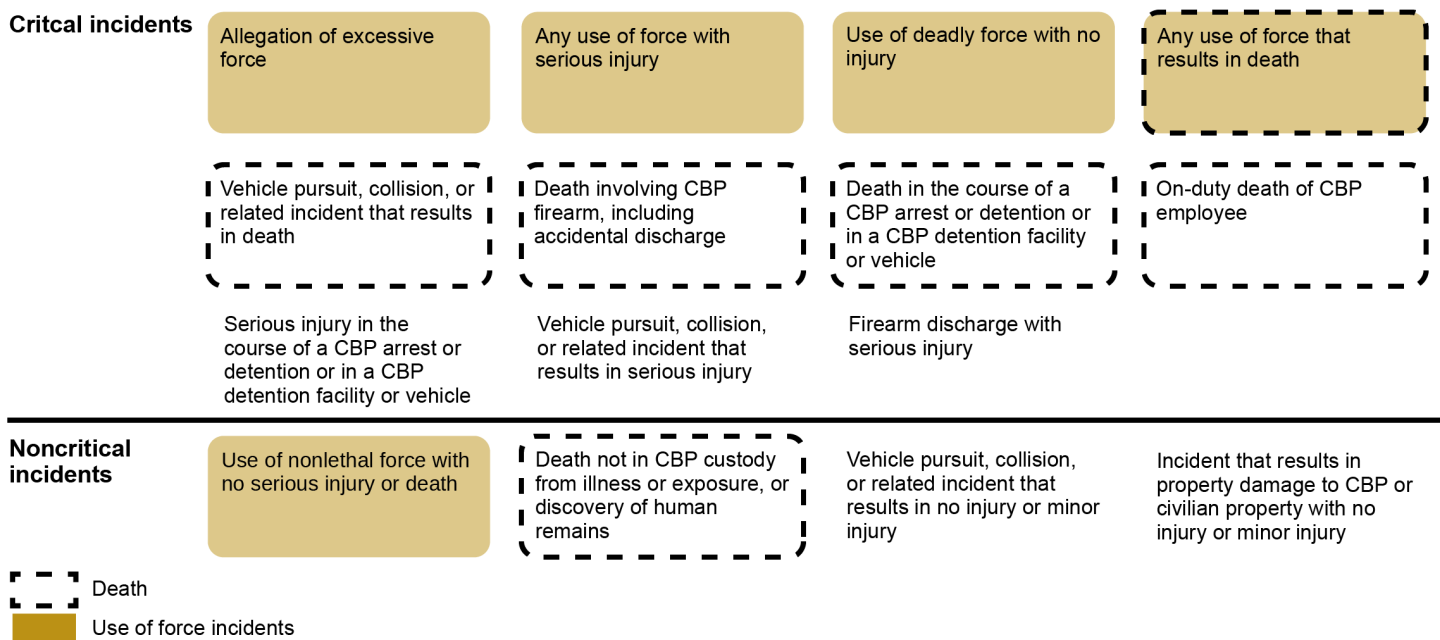 Critcal incidents
Allegation of excessive
force
Any use of force with
serious injury
Use of deadly force with no
injury
Any use of force that
results in death
Vehicle pursuit, collision, or
related incident that results
in death
Death involving CBP
firearm, including
accidental discharge
Death in the course of a
CBP arrest or detention or
in a CBP detention facility
or vehicle
On-duty death of CBP
employee
Serious injury in the
course of a CBP arrest or
detention or in a CBP
detention facility or vehicle
Vehicle pursuit, collision,
or related incident that
results in serious injury
Firearm discharge with
serious injury
Noncritical
incidents
Use of nonlethal force with
no serious injury or death
Death not in CBP custody
from illness or exposure, or
discovery of human
remains
Vehicle pursuit, collision,
or related incident that
results in no injury or minor
injury
Incident that results in
property damage to CBP or
civilian property with no
injury or minor injury
Death
Use of force incidents